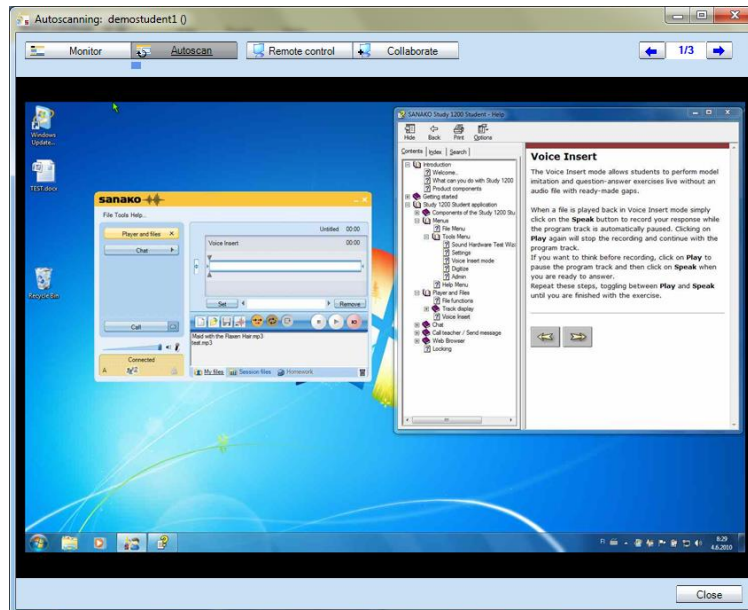 Autoscanning: demostudent1 ()
Monitor
Autoscan
Remote control
Collaborate
1/3
Windows Update...
TEST.docx
Recycle Bin
sanako
File Tools Help...
Player and files
Chat
Call
Connected
A
Untitled 00:00
Voice Insert 00:00
Set
Remove
Maid with the Flaxen Hair.mp3
test.mp3
My files
Session files
Homework
SANAKO Study 1200 Student - Help
Hide
Back
Print
Options
Contents
Index
Search
Introduction
Welcome..
What can you do with Study 1200
Product components
Getting started
Study 1200 Student application
Components of the Study 1200 Stu
Menus
File Menu
Tools Menu
Sound Hardware Test Wiz
Settings
Voice Insert mode
Digitize
Admin
Help Menu
Player and Files
File functions
Track display
Voice Insert
Chat
Call teacher / Send message
Web Browser
Locking
Voice Insert
The Voice Insert mode allows students to perform model
imitation and question-answer exercises live without an
audio file with ready-made gaps.
When a file is played back in Voice Insert mode simply
click on the Speak button to record your response while
the program track is automatically paused. Clicking on
Play again will stop the recording and continue with the
program track.
If you want to think before recording, click on Play to
pause the program track and then click on Speak when
you are ready to answer.
Repeat these steps, toggling between Play and Speak
until you are finished with the exercise.
FI
8:29
4.6.2010
Close